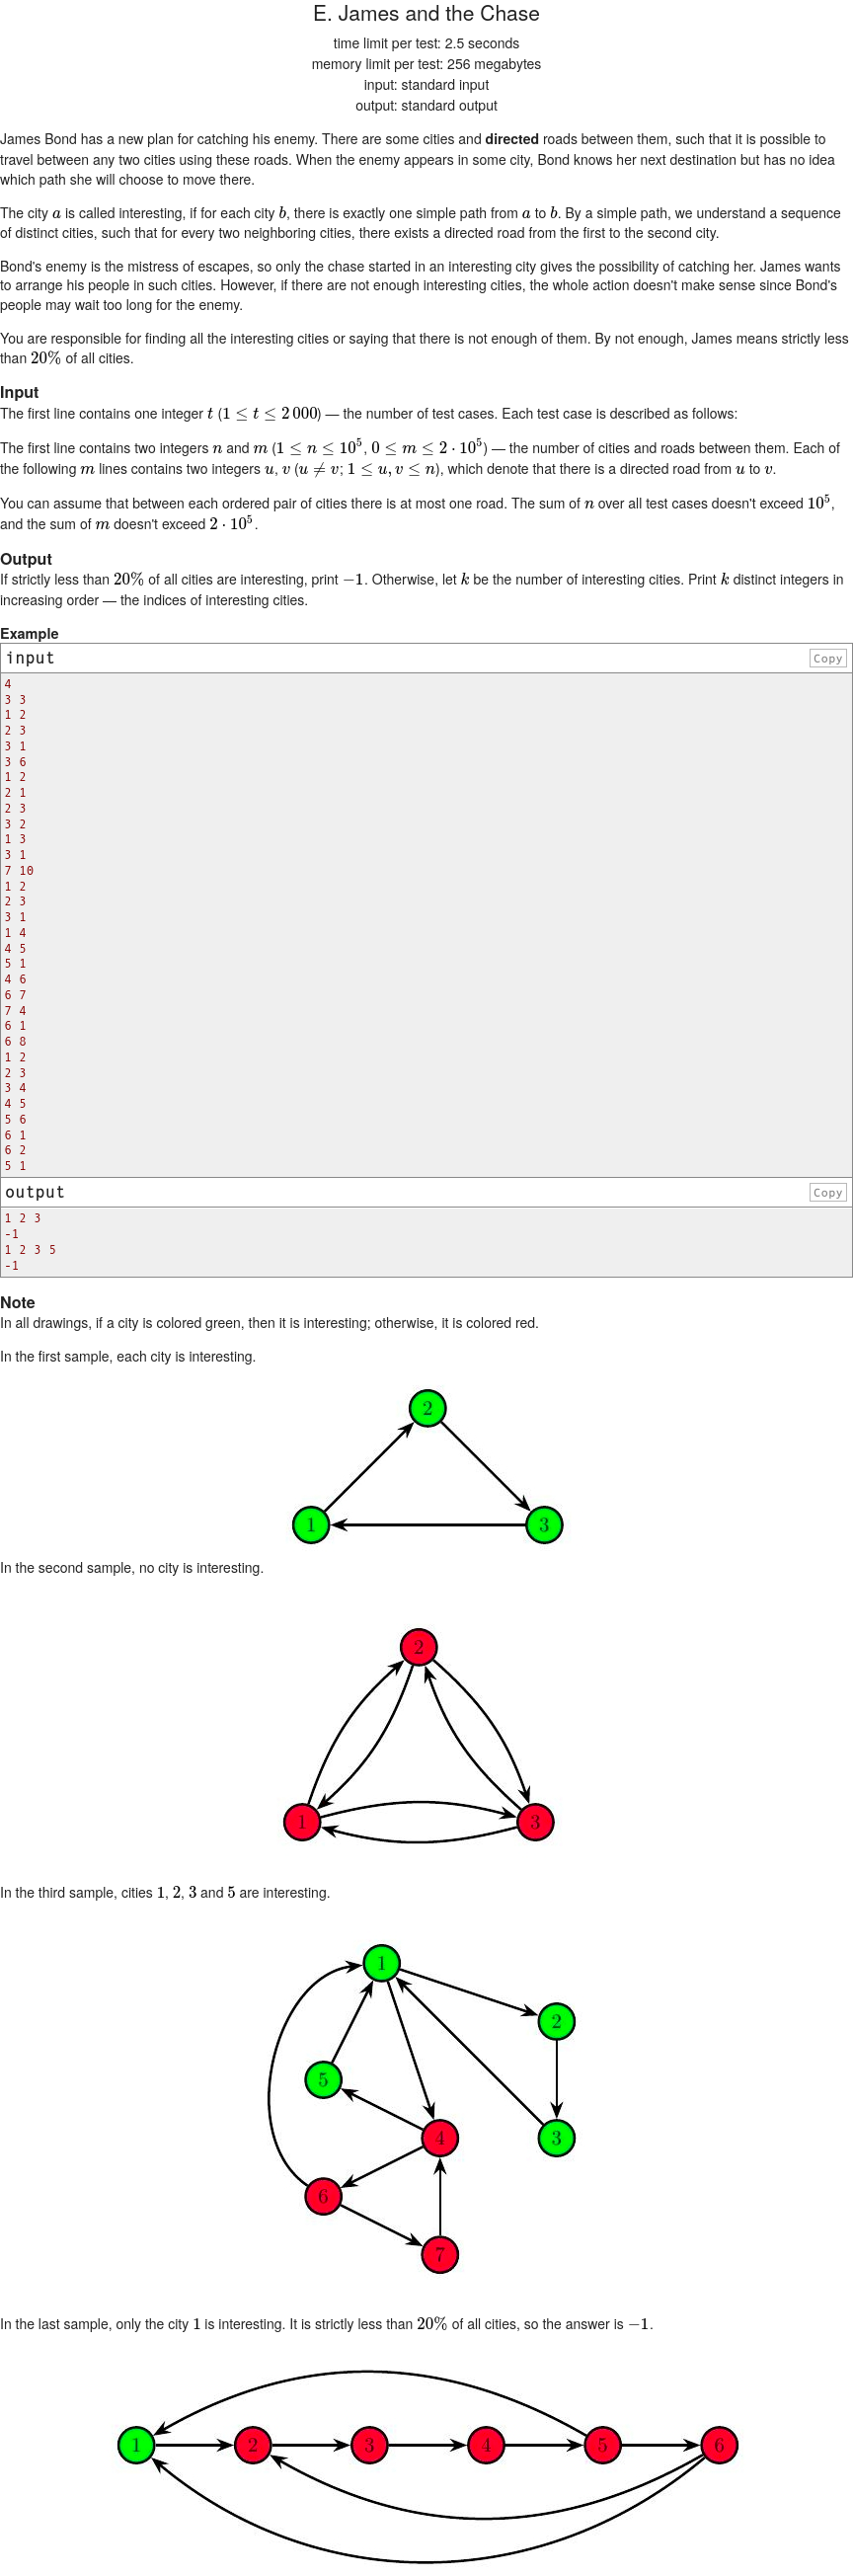 E. James and the Chase
time limit per test: 2.5 seconds
memory limit per test: 256 megabytes
input: standard input
output: standard output
James Bond has a new plan for catching his enemy. There are some cities and directed roads between them, such that it is possible to
travel between any two cities using these roads. When the enemy appears in some city, Bond knows her next destination but has no idea
which path she will choose to move there.
The city a is called interesting, if for each city b, there is exactly one simple path from a to b. By a simple path, we understand a sequence
of distinct cities, such that for every two neighboring cities, there exists a directed road from the first to the second city.
Bond's enemy is the mistress of escapes, so only the chase started in an interesting city gives the possibility of catching her. James wants
to arrange his people in such cities. However, if there are not enough interesting cities, the whole action doesn't make sense since Bond's
people may wait too long for the enemy.
You are responsible for finding all the interesting cities or saying that there is not enough of them. By not enough, James means strictly less
than 20% of all cities.
Input
The first line contains one integer t (1 ≤ t ≤ 2 000) — the number of test cases. Each test case is described as follows:
The first line contains two integers n and m (1 ≤ n ≤ 10^5, 0 ≤ m ≤ 2 · 10^5) — the number of cities and roads between them. Each of
the following m lines contains two integers u, v (u ≠ v; 1 ≤ u, v ≤ n), which denote that there is a directed road from u to v.
You can assume that between each ordered pair of cities there is at most one road. The sum of n over all test cases doesn't exceed 10^5,
and the sum of m doesn't exceed 2 · 10^5.
Output
If strictly less than 20% of all cities are interesting, print −1. Otherwise, let k be the number of interesting cities. Print k distinct integers in
increasing order — the indices of interesting cities.
Example
input Copy
4
3 3
1 2
2 3
3 1
3 6
1 2
2 1
2 3
3 2
1 3
3 1
7 10
1 2
2 3
3 1
1 4
4 5
5 1
4 6
6 7
7 4
6 1
6 8
1 2
2 3
3 4
4 5
5 6
6 1
6 2
5 1
output Copy
1 2 3
-1
1 2 3 5
-1
Note
In all drawings, if a city is colored green, then it is interesting; otherwise, it is colored red.
In the first sample, each city is interesting.
2
1 3
In the second sample, no city is interesting.
2
1 3
In the third sample, cities 1, 2, 3 and 5 are interesting.
1
2
5
4 3
6
7
In the last sample, only the city 1 is interesting. It is strictly less than 20% of all cities, so the answer is −1.
1 2 3 4 5 6